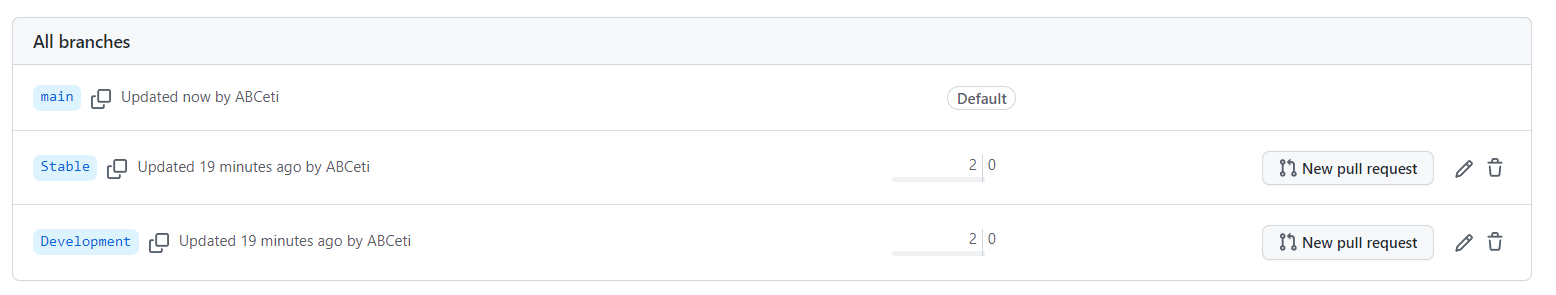 All branches
main Updated now by ABCeti Default
Stable Updated 19 minutes ago by ABCeti 2 0 New pull request
Development Updated 19 minutes ago by ABCeti 2 0 New pull request